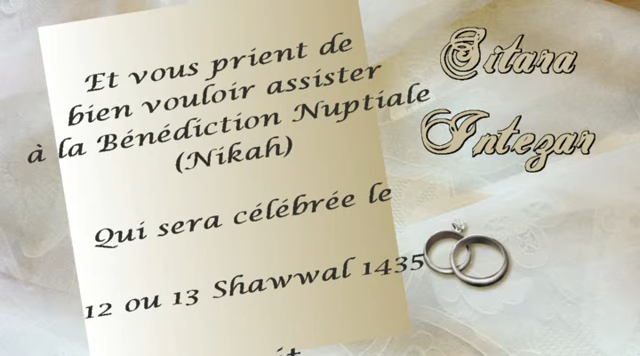 Et vous prient de
bien vouloir assister
à la Bénédiction Nuptiale
(Nikah)
Qui sera célébrée le
12 ou 13 Shawwal 1435
Sitara
Intezar